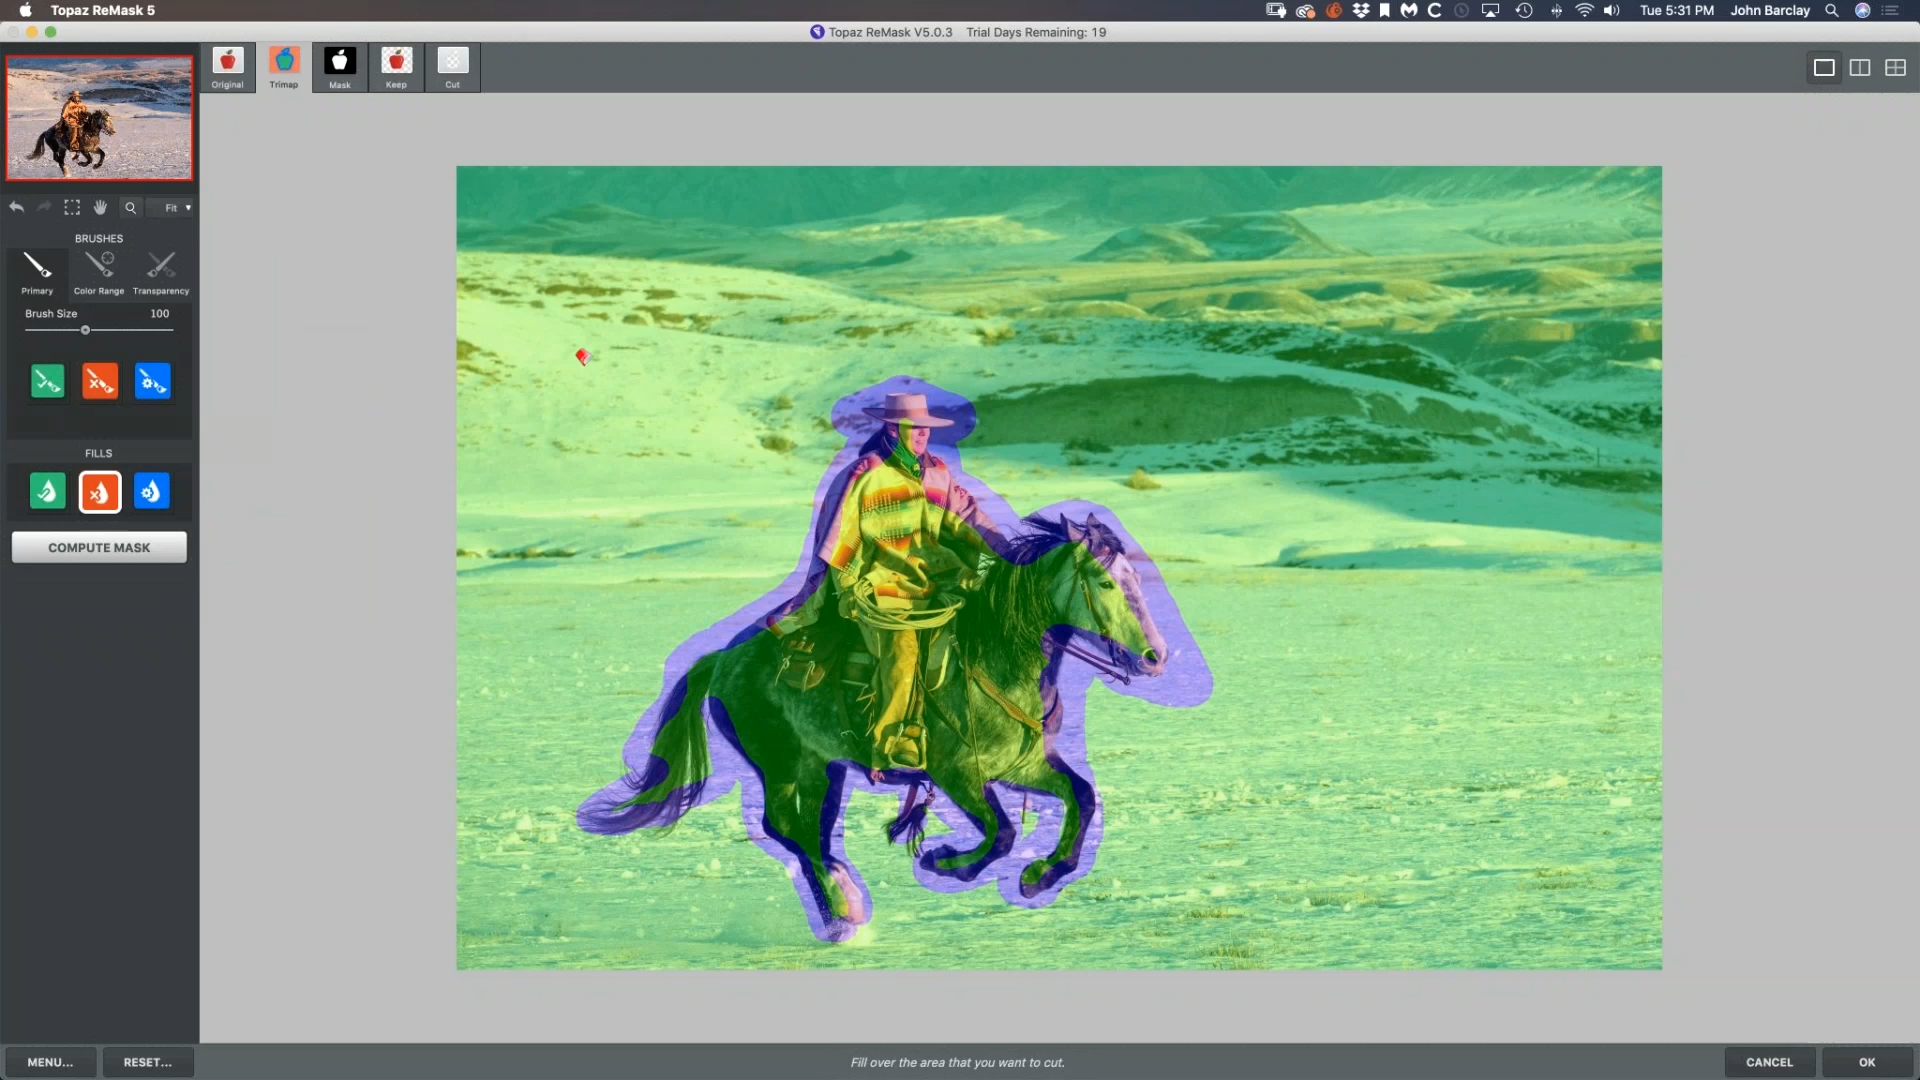 Topaz ReMask 5
Tue 5:31 PM
John Barclay
Topaz ReMask V5.0.3 Trial Days Remaining: 19
Original
Trimap
Mask
Keep
Cut
Fit
BRUSHES
Primary
Color Range
Transparency
Brush Size 100
FILLS
COMPUTE MASK
MENU...
RESET...
Fill over the area that you want to cut.
CANCEL
OK